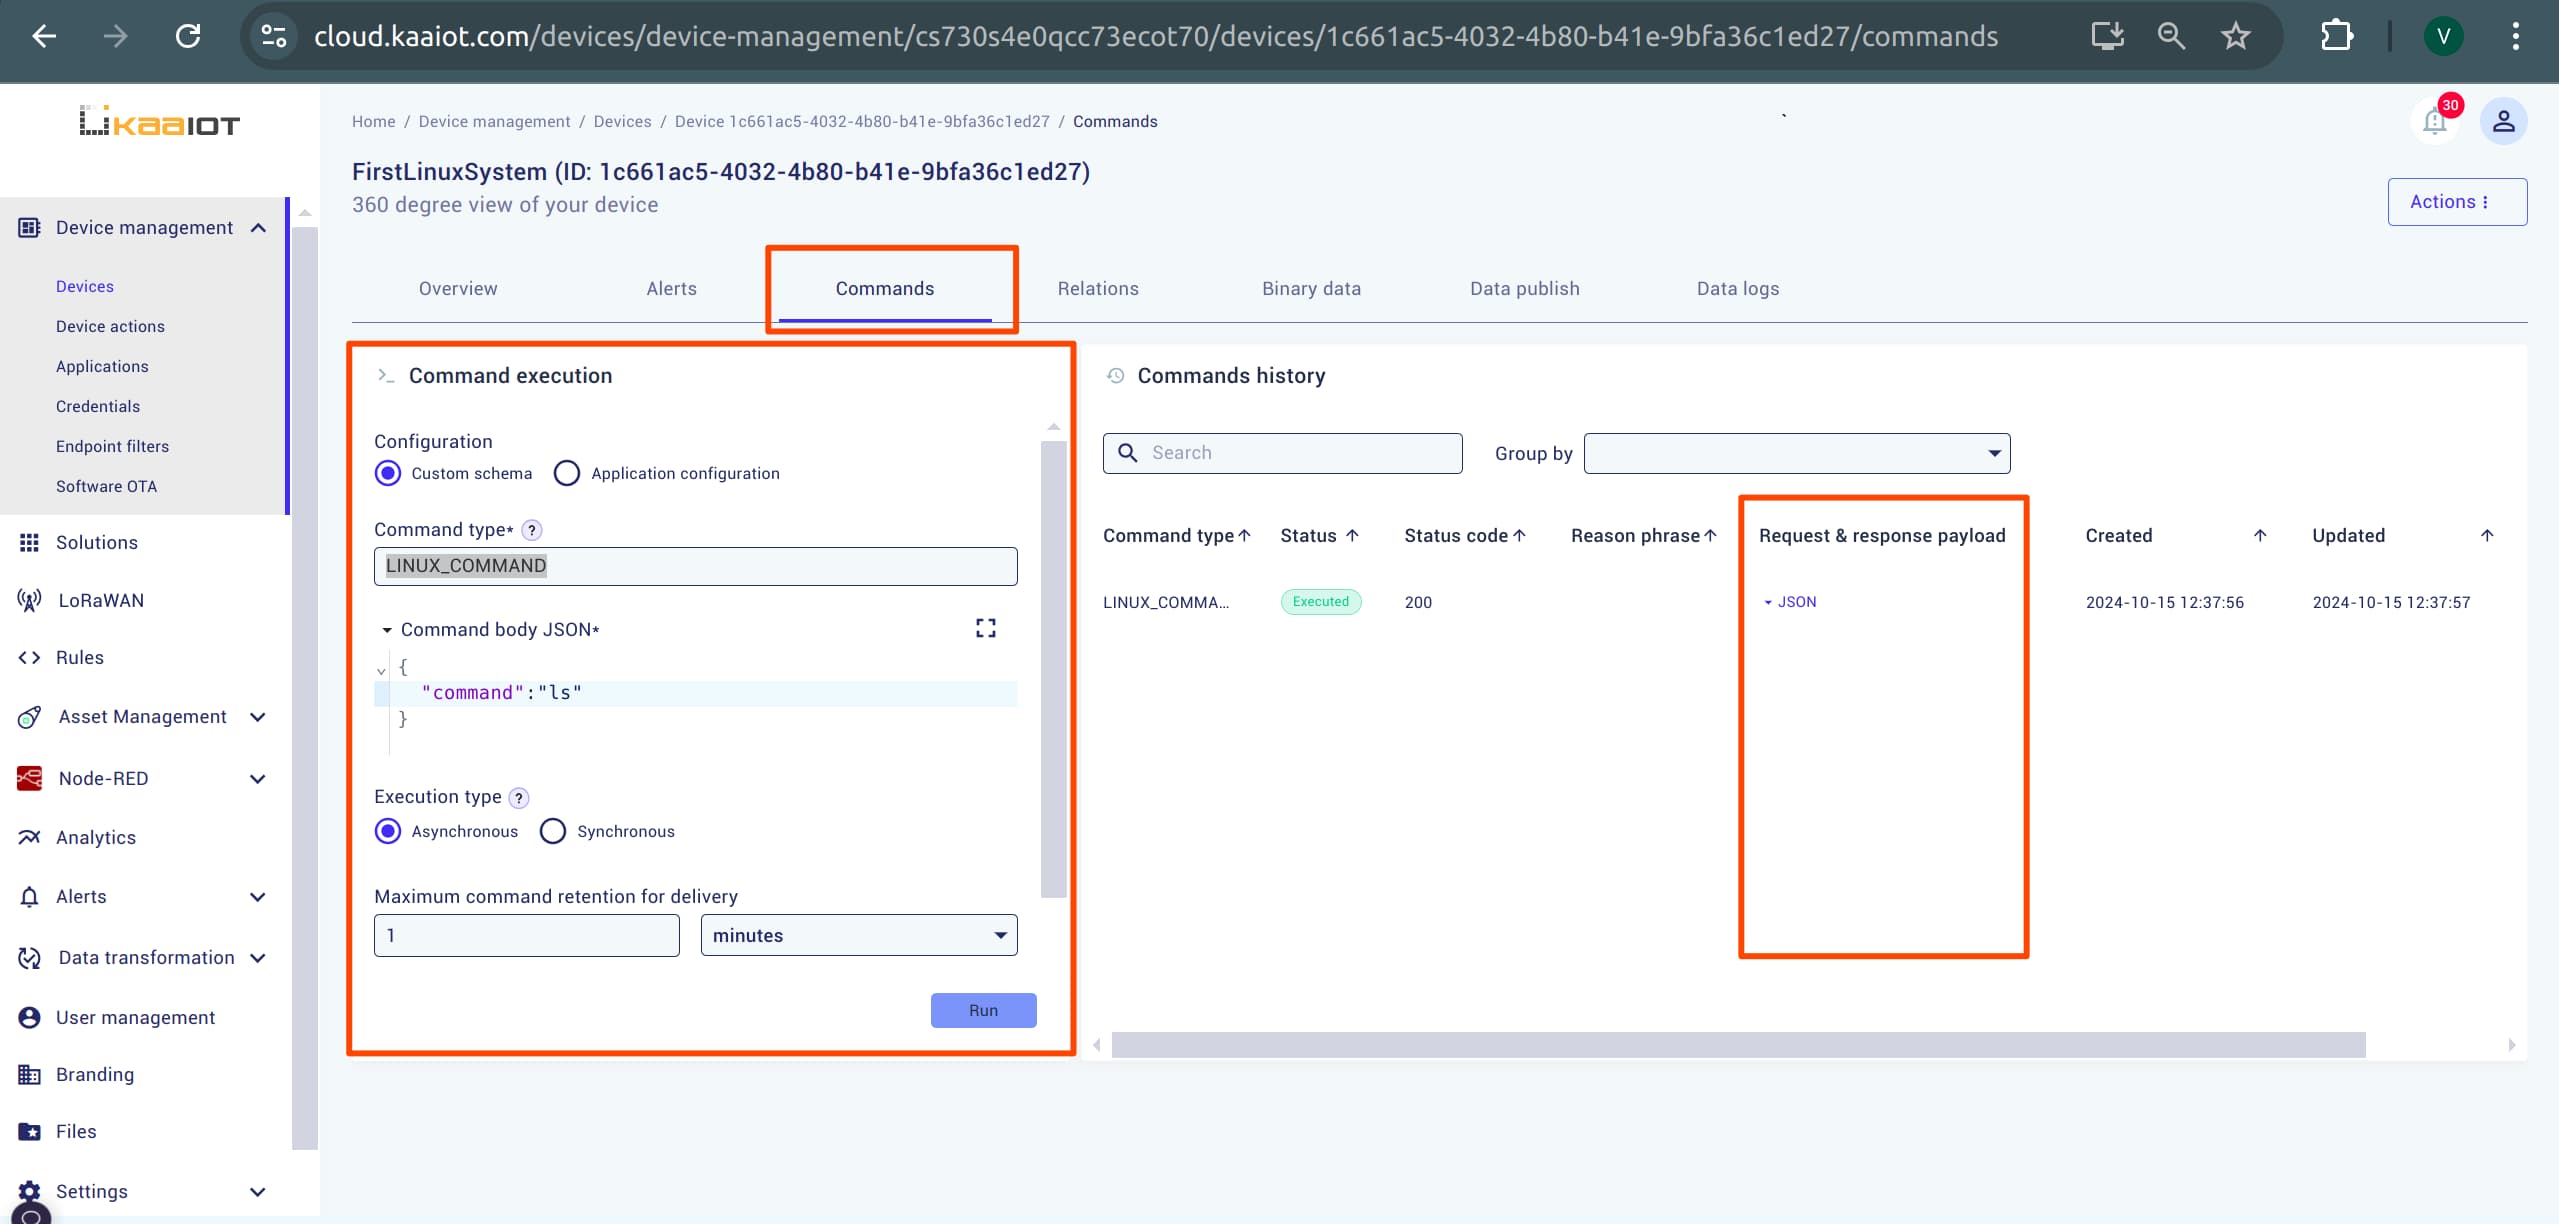 cloud.kaaiot.com/devices/device-management/cs730s4e0qcc73ecot70/devices/1c661ac5-4032-4b80-b41e-9bfa36c1ed27/commands
V
kaaIOT
Home / Device management / Devices / Device 1c661ac5-4032-4b80-b41e-9bfa36c1ed27 / Commands
30
FirstLinuxSystem (ID: 1c661ac5-4032-4b80-b41e-9bfa36c1ed27)
360 degree view of your device
Actions
Device management
Devices
Device actions
Applications
Credentials
Endpoint filters
Software OTA
Solutions
LoRaWAN
Rules
Asset Management
Node-RED
Analytics
Alerts
Data transformation
User management
Branding
Files
Settings
Overview
Alerts
Commands
Relations
Binary data
Data publish
Data logs
Command execution
Configuration
Custom schema
Application configuration
Command type* ?
LINUX_COMMAND
Command body JSON*
{
"command":"ls"
}
Execution type ?
Asynchronous
Synchronous
Maximum command retention for delivery
1
minutes
Run
Commands history
Search
Group by
Command type Status Status code Reason phrase Request & response payload Created Updated
LINUX_COMMA... Executed 200 JSON 2024-10-15 12:37:56 2024-10-15 12:37:57